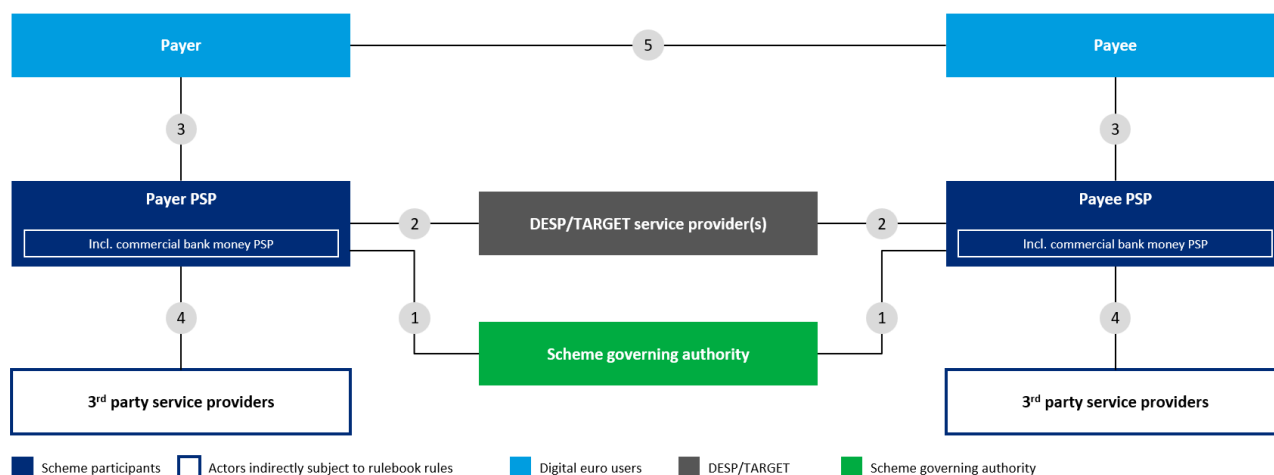 Payer
5
Payee
3
3
Payer PSP
Incl. commercial bank money PSP
2
DESP/TARGET service provider(s)
2
Payee PSP
Incl. commercial bank money PSP
4
1
Scheme governing authority
1
4
3rd party service providers
3rd party service providers
Scheme participants
Actors indirectly subject to rulebook rules
Digital euro users
DESP/TARGET
Scheme governing authority